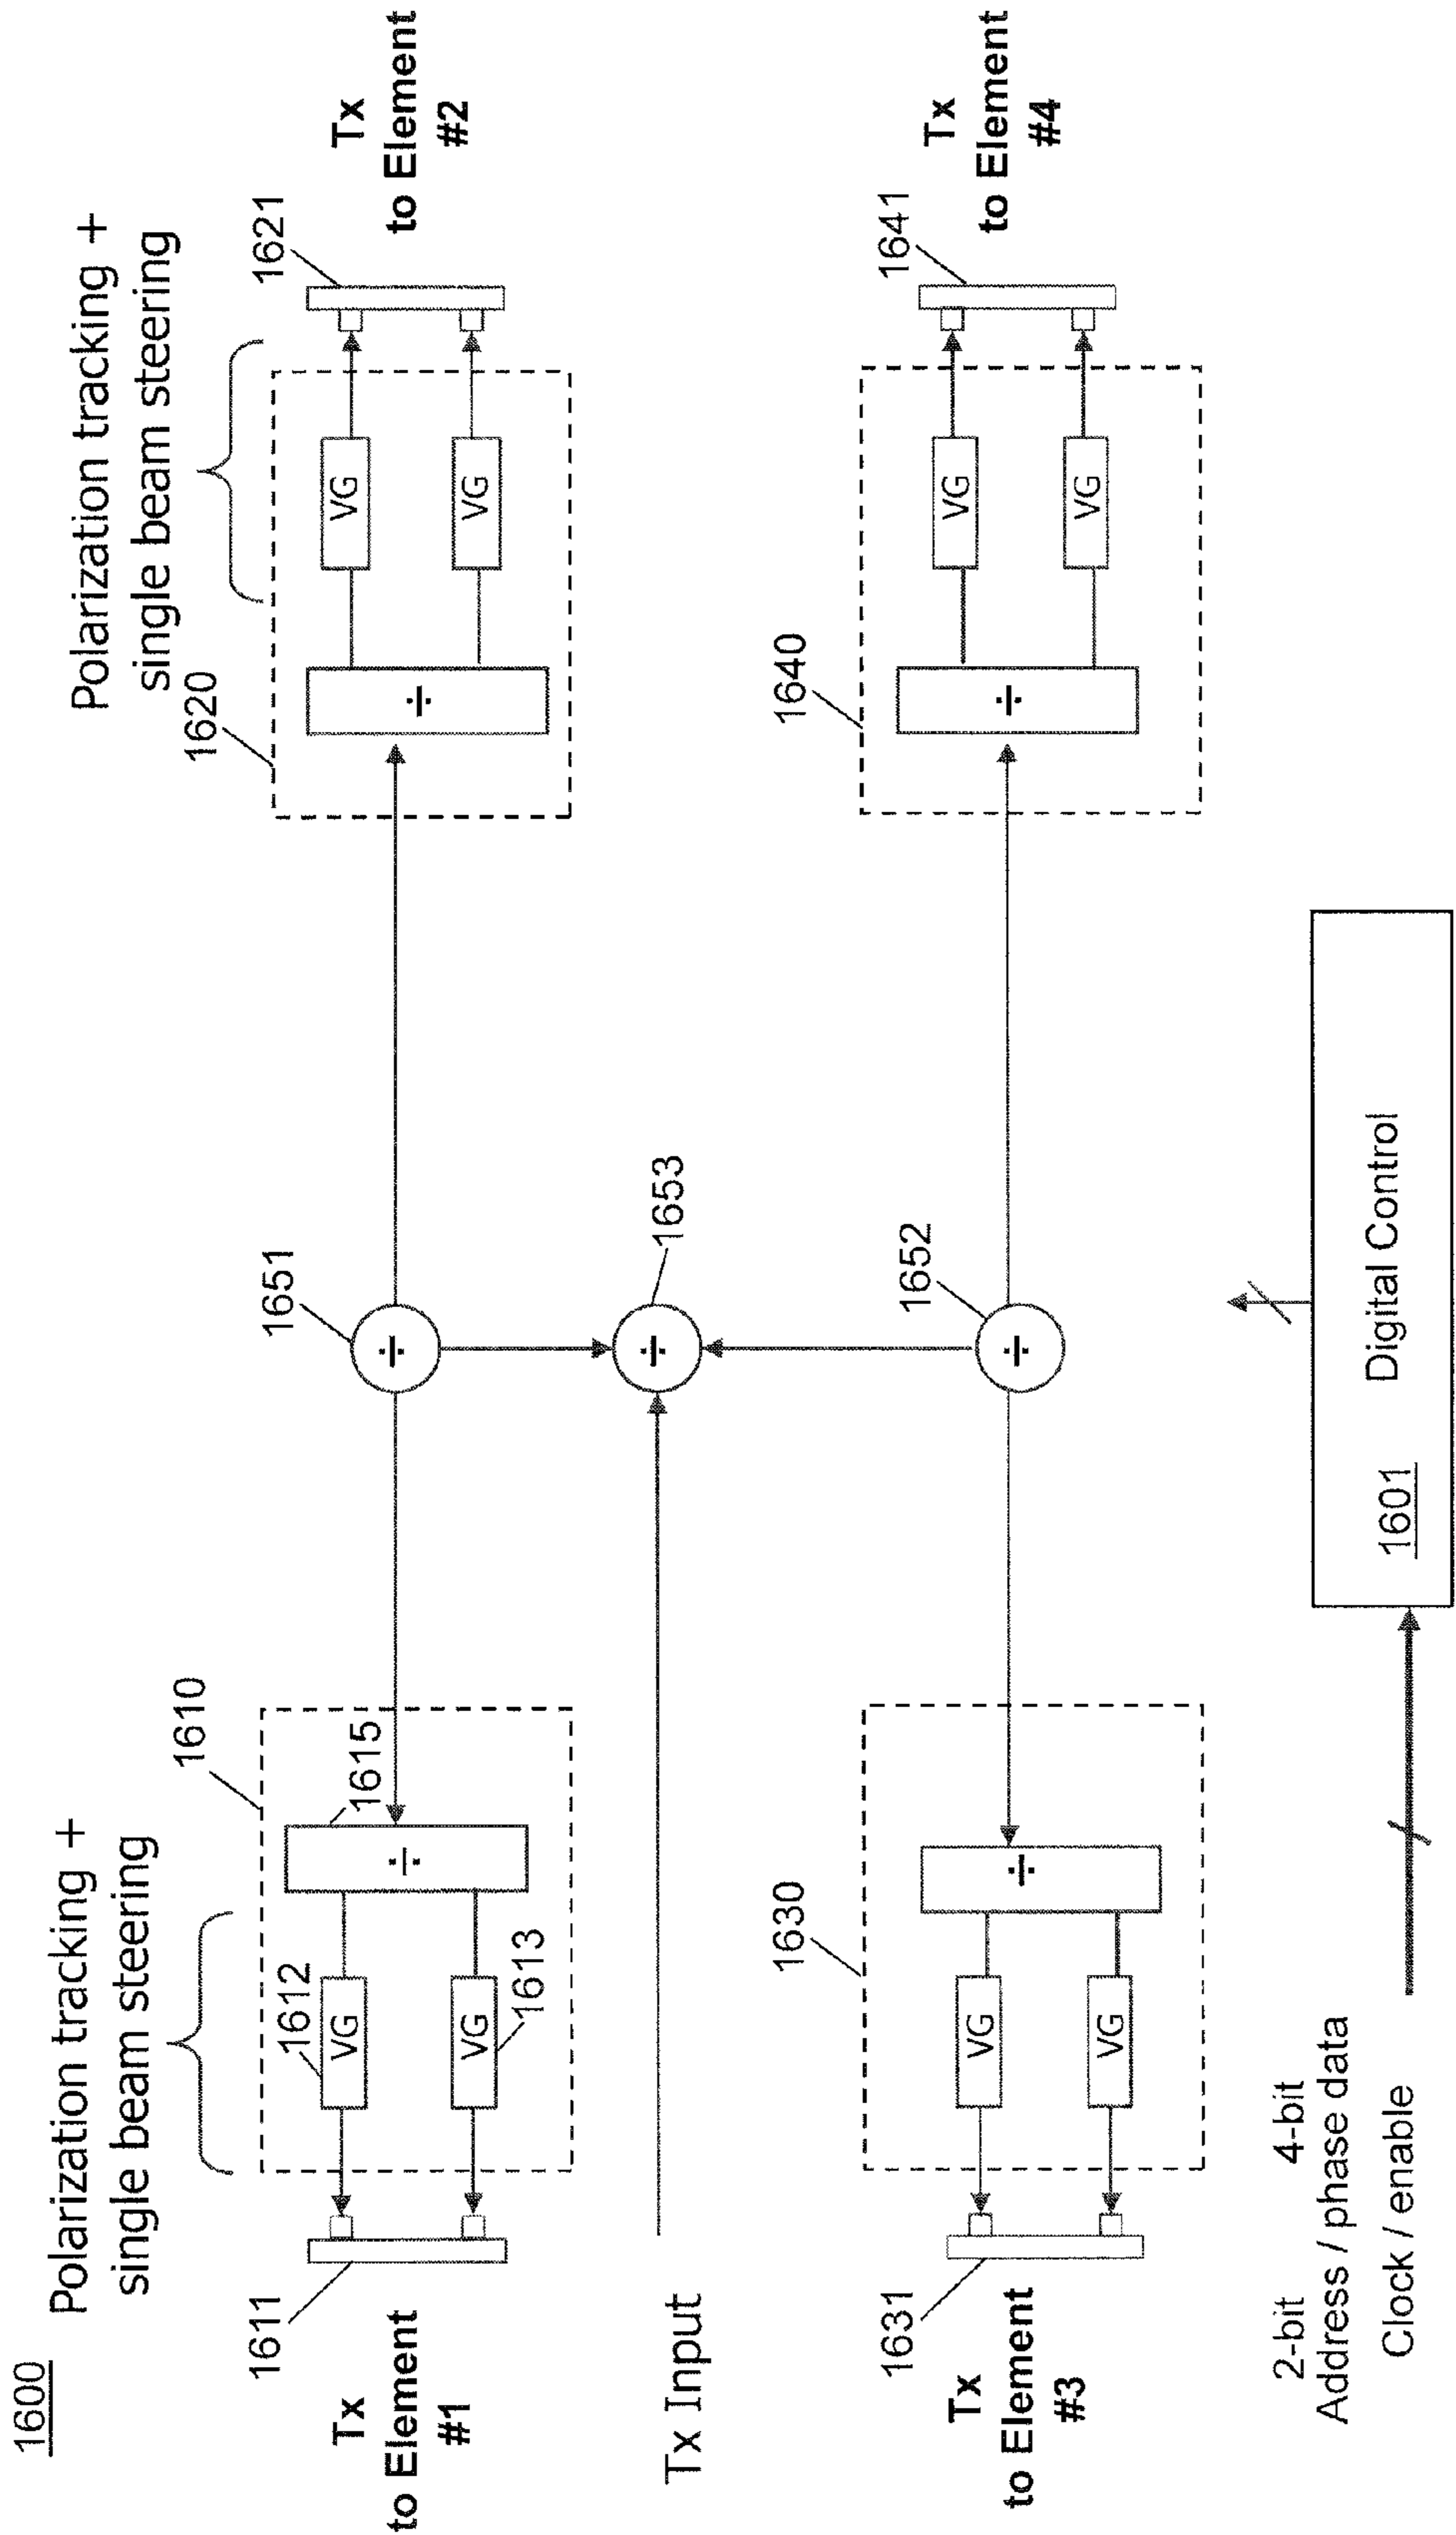 1600
Polarization tracking +
single beam steering
Polarization tracking +
single beam steering
1610
1620
1621
1611
1612
1615
1613
VG
VG
÷
1651
÷
÷
VG
VG
Tx
to Element
#1
Tx
to Element
#2
Tx Input
1653
÷
1631
1630
1652
1640
1641
VG
VG
÷
÷
÷
VG
VG
Tx
to Element
#3
Tx
to Element
#4
2-bit 4-bit
Address / phase data
Clock / enable
1601
Digital Control